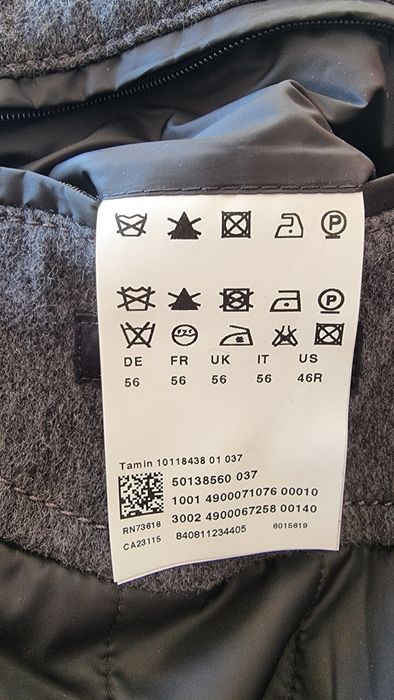 P
P
DE FR UK IT US
56 56 56 56 46R
Tamin 10118438 01 037
50138560 037
1001 4900071076 00010
3002 4900067258 00140
RN73618
CA23115 840811234405 6015619